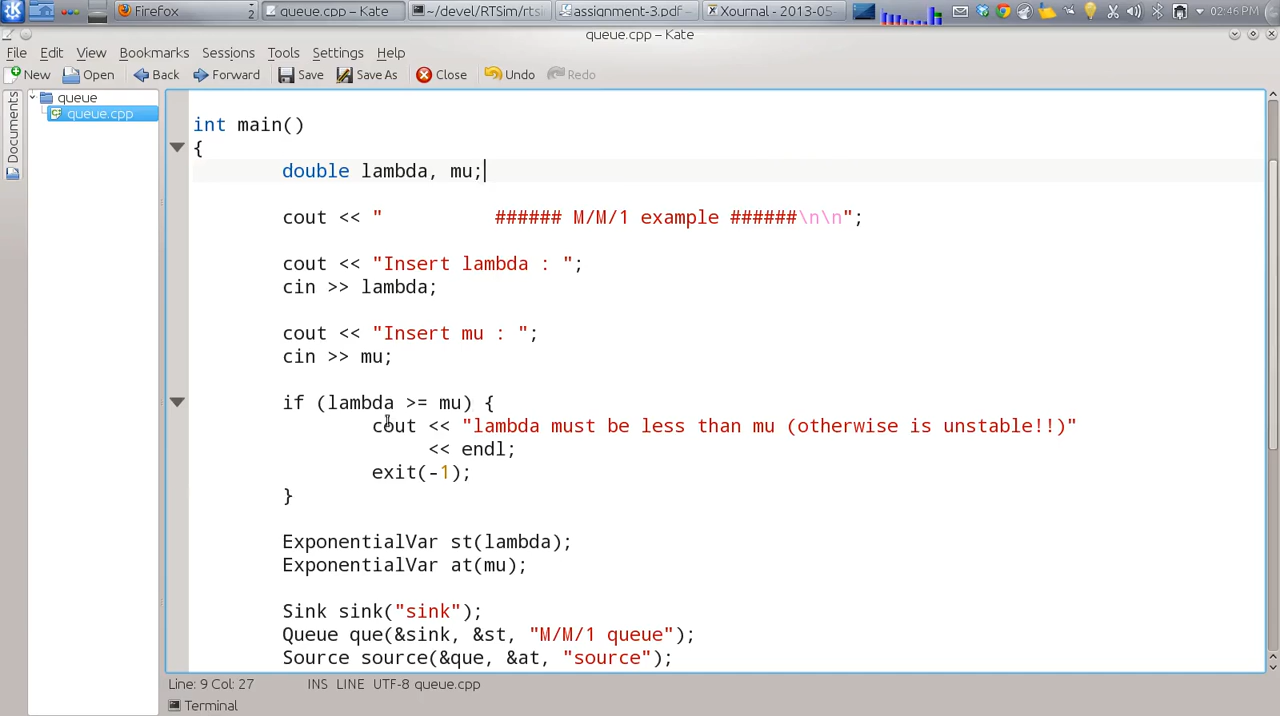 Firefox 2 queue.cpp – Kate ~/devel/RTSim/rts assignment-3.pdf - Xournal - 2013-05- 02:46 PM
queue.cpp – Kate
File Edit View Bookmarks Sessions Tools Settings Help
New Open Back Forward Save Save As Close Undo Redo
Documents
queue
queue.cpp
int main()
{
double lambda, mu;
cout << " ###### M/M/1 example ######\n\n";
cout << "Insert lambda : ";
cin >> lambda;
cout << "Insert mu : ";
cin >> mu;
if (lambda >= mu) {
cout << "lambda must be less than mu (otherwise is unstable!!)"
<< endl;
exit(-1);
}
ExponentialVar st(lambda);
ExponentialVar at(mu);
Sink sink("sink");
Queue que(&sink, &st, "M/M/1 queue");
Source source(&que, &at, "source");
Line: 9 Col: 27 INS LINE UTF-8 queue.cpp
Terminal